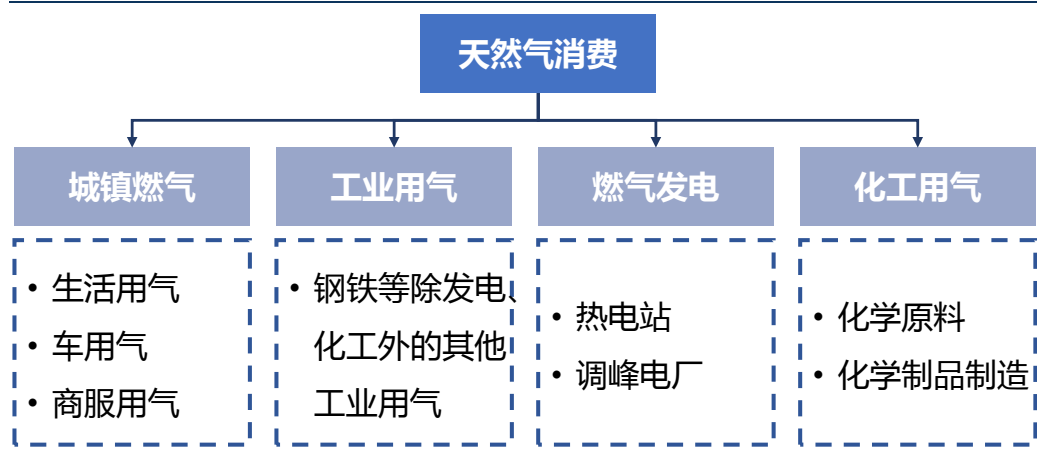 天然气消费
城镇燃气
工业用气
燃气发电
化工用气
• 生活用气
• 车用气
• 商服用气
• 钢铁等除发电、
化工外的其他
工业用气
• 热电站
• 调峰电厂
• 化学原料
• 化学制品制造